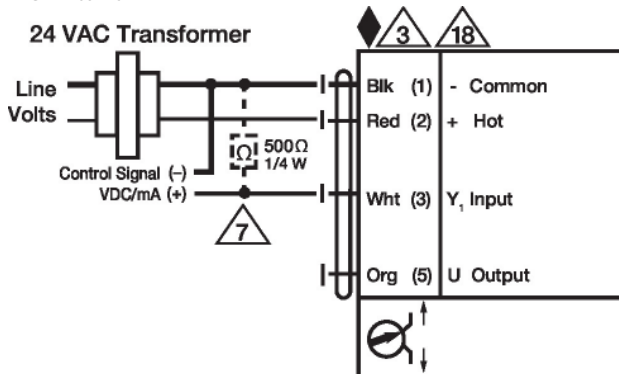 24 VAC Transformer
3 18
Line
Volts
Blk (1) - Common
Red (2) + Hot
Ω 500Ω
1/4 W
Control Signal (–)
VDC/mA (+)
Wht (3) Y₁ Input
7
Org (5) U Output